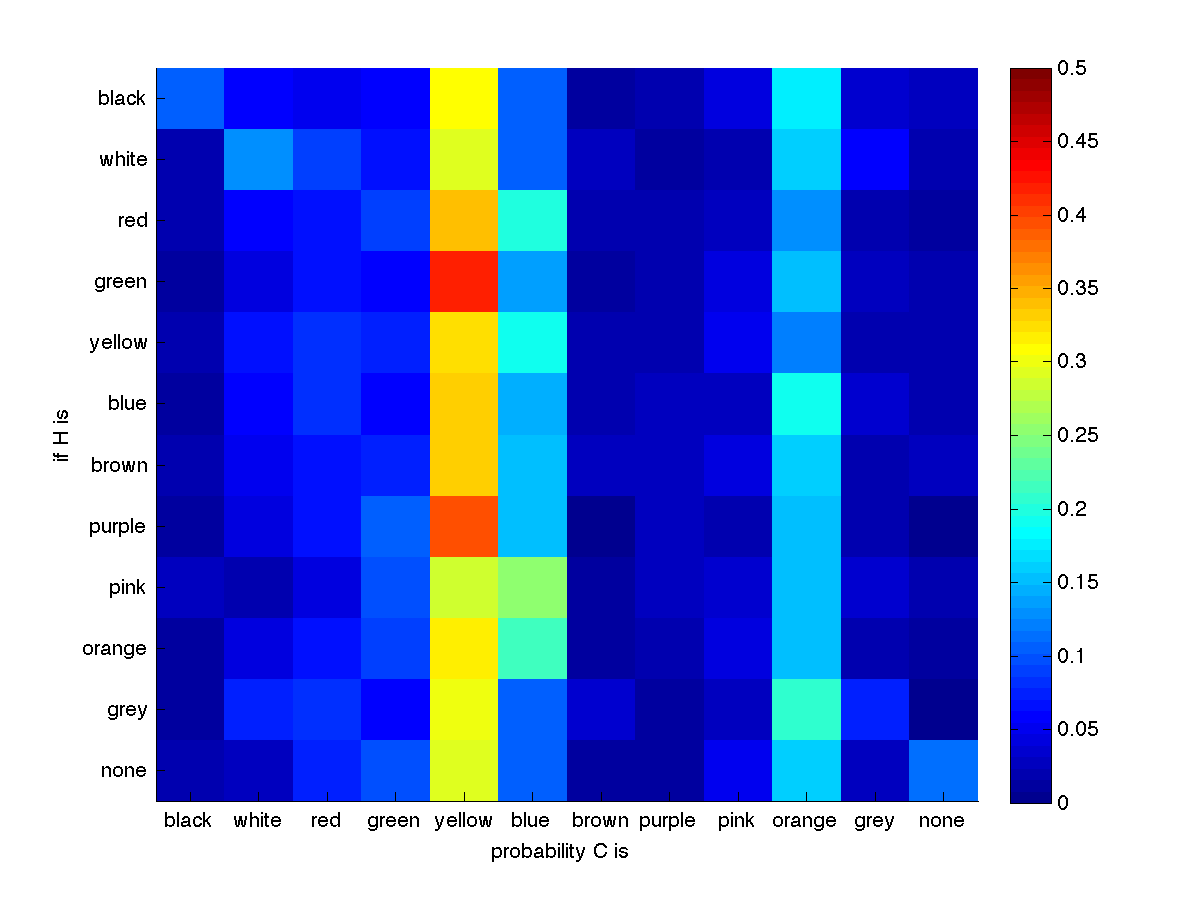 if H is
black
white
red
green
yellow
blue
brown
purple
pink
orange
grey
none
black white red green yellow blue brown purple pink orange grey none
probability C is
0.5
0.45
0.4
0.35
0.3
0.25
0.2
0.15
0.1
0.05
0